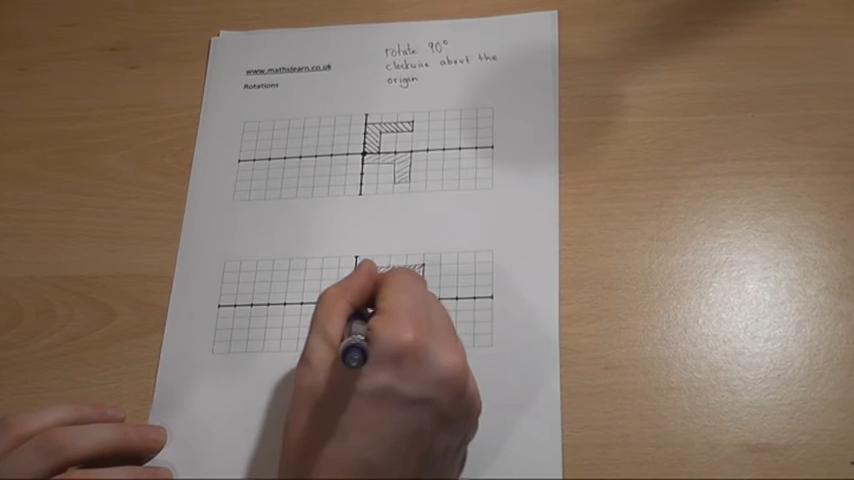 www.mathslearn.co.uk
Rotations
rotate 90°
clockwise about the
origin